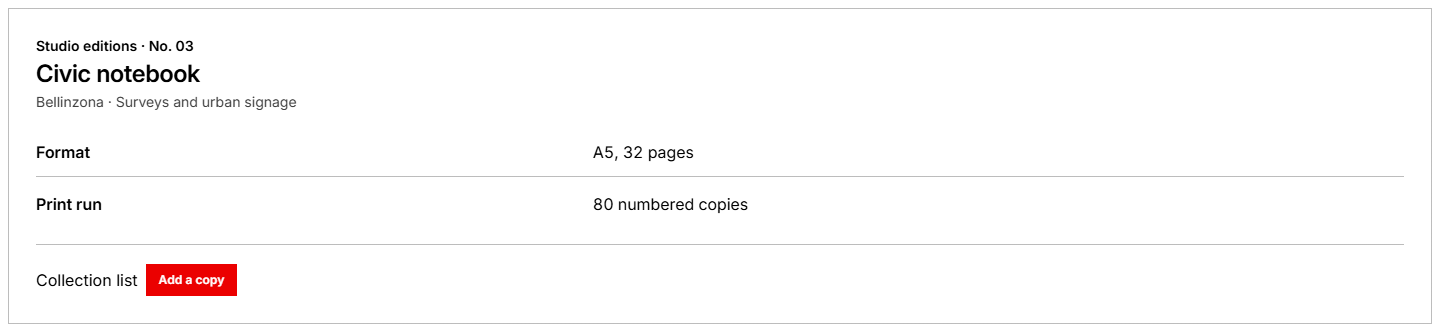 Studio editions · No. 03
Civic notebook
Bellinzona · Surveys and urban signage
Format A5, 32 pages
Print run 80 numbered copies
Collection list Add a copy